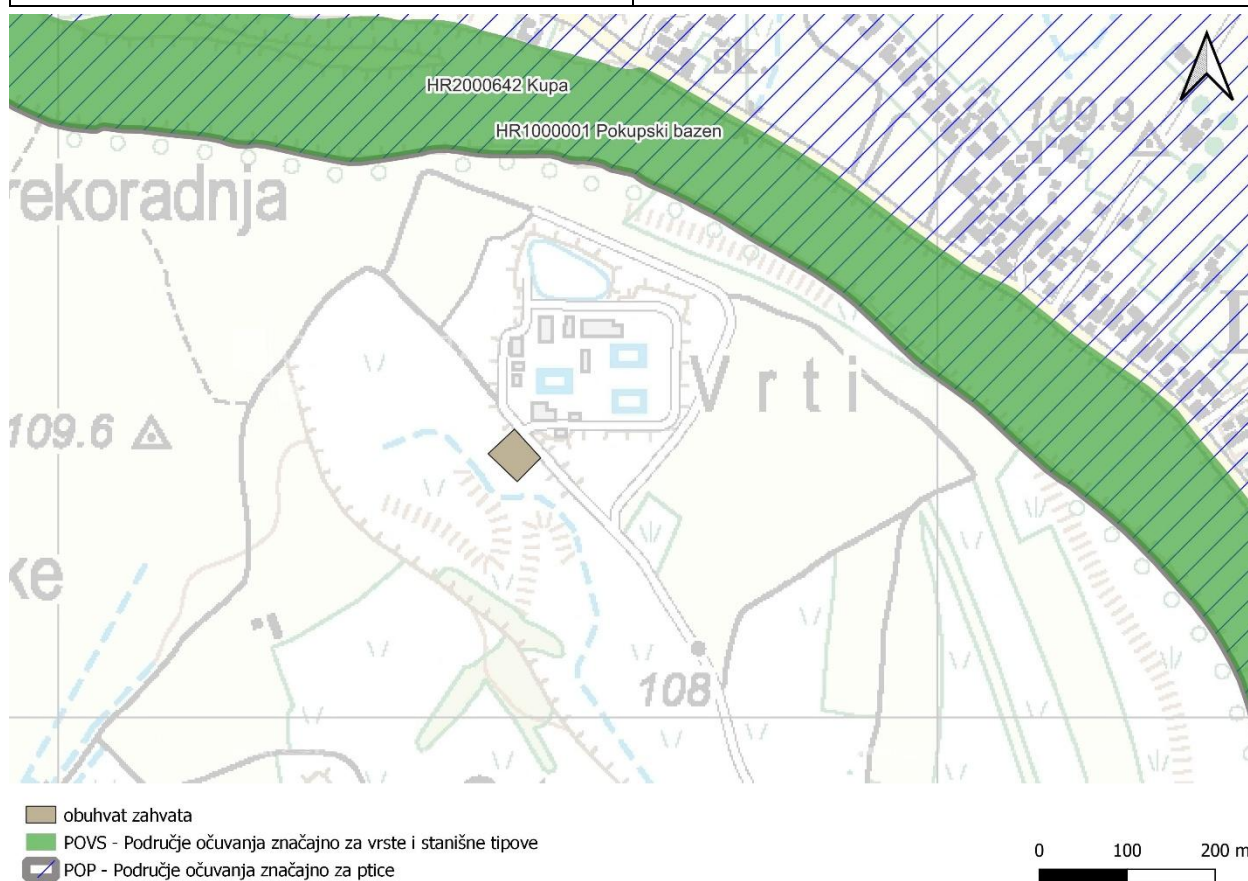 šk.
HR2000642 Kupa
HR1000001 Pokupski bazen
109.9
rekoradnja
Vrti
109.6
ke
108
obuhvat zahvata
POVS - Područje očuvanja značajno za vrste i stanišne tipove
POP - Područje očuvanja značajno za ptice
0 100 200 m